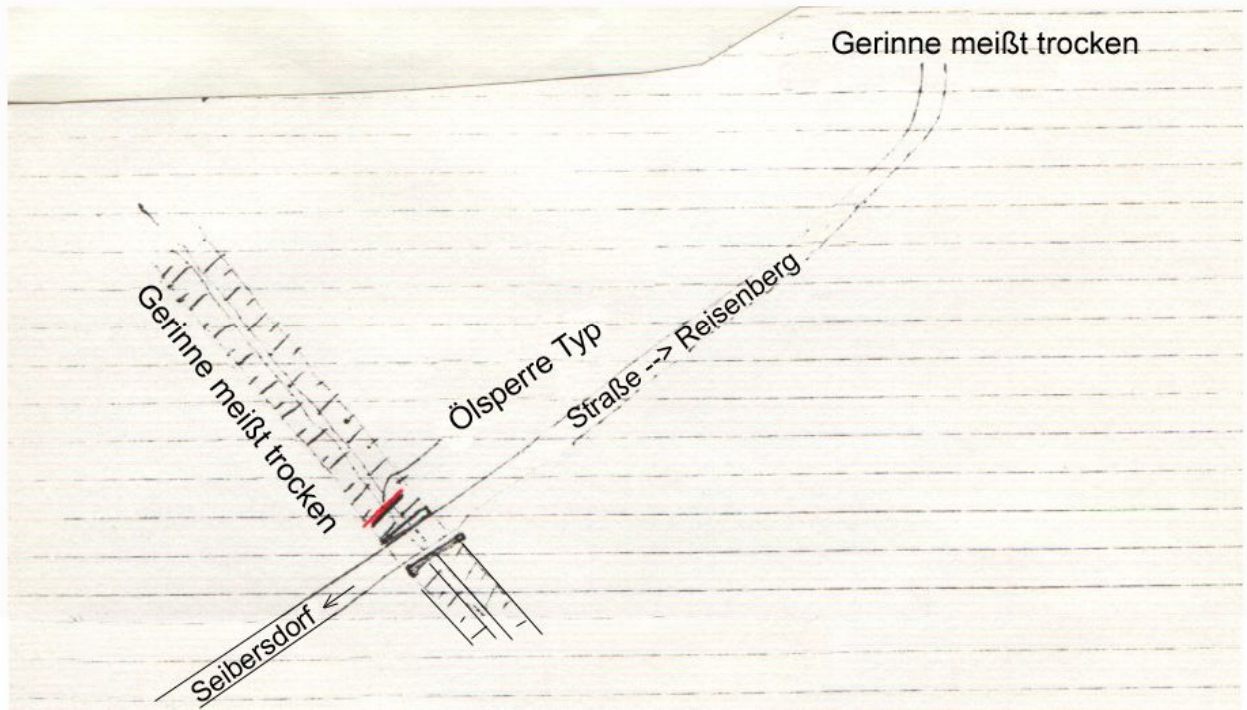 Gerinne meißt trocken
Straße --> Reisenberg
Ölsperre Typ
Gerinne meißt trocken
Seibersdorf